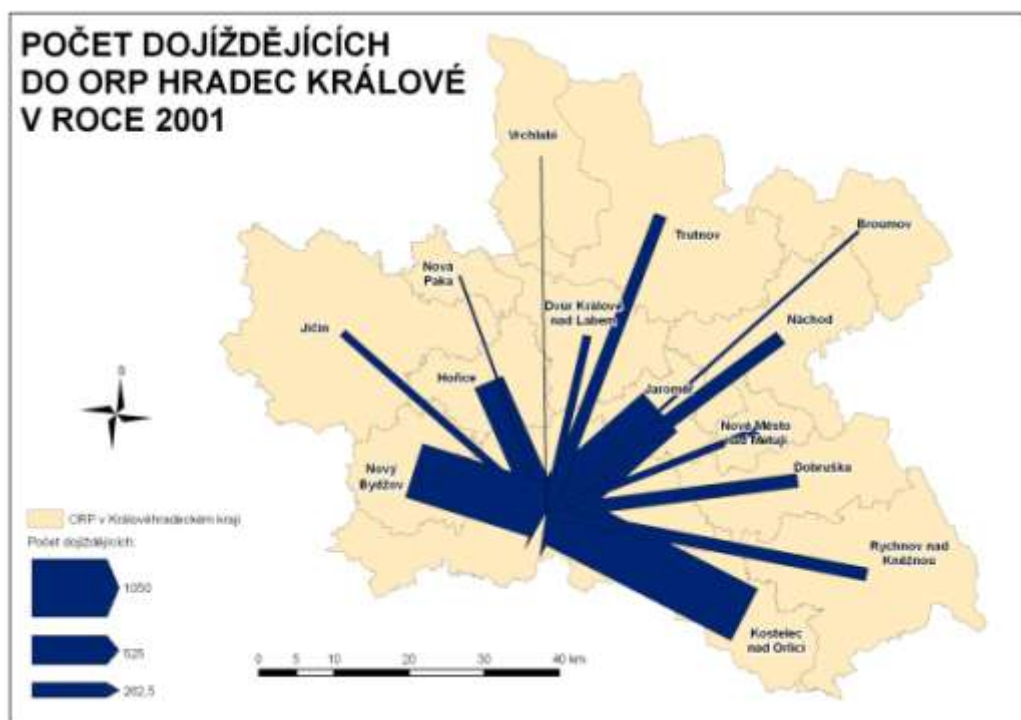 POČET DOJÍŽDĚJÍCÍCH
DO ORP HRADEC KRÁLOVÉ
V ROCE 2001
Vrchlabí
Trutnov
Broumov
Nová
Paka
Dvur Králové
nad Labem
Náchod
Jičín
Hořice
Jaroměř
Nové Město
nad Metují
Nový
Bydžov
Dobruška
Rychnov nad
Kněžnou
Kostelec
nad Orlicí
S
ORP v Královéhradeckém kraji
Počet dojíždějících:
1050
525
262,5
0 5 10 20 30 40 km